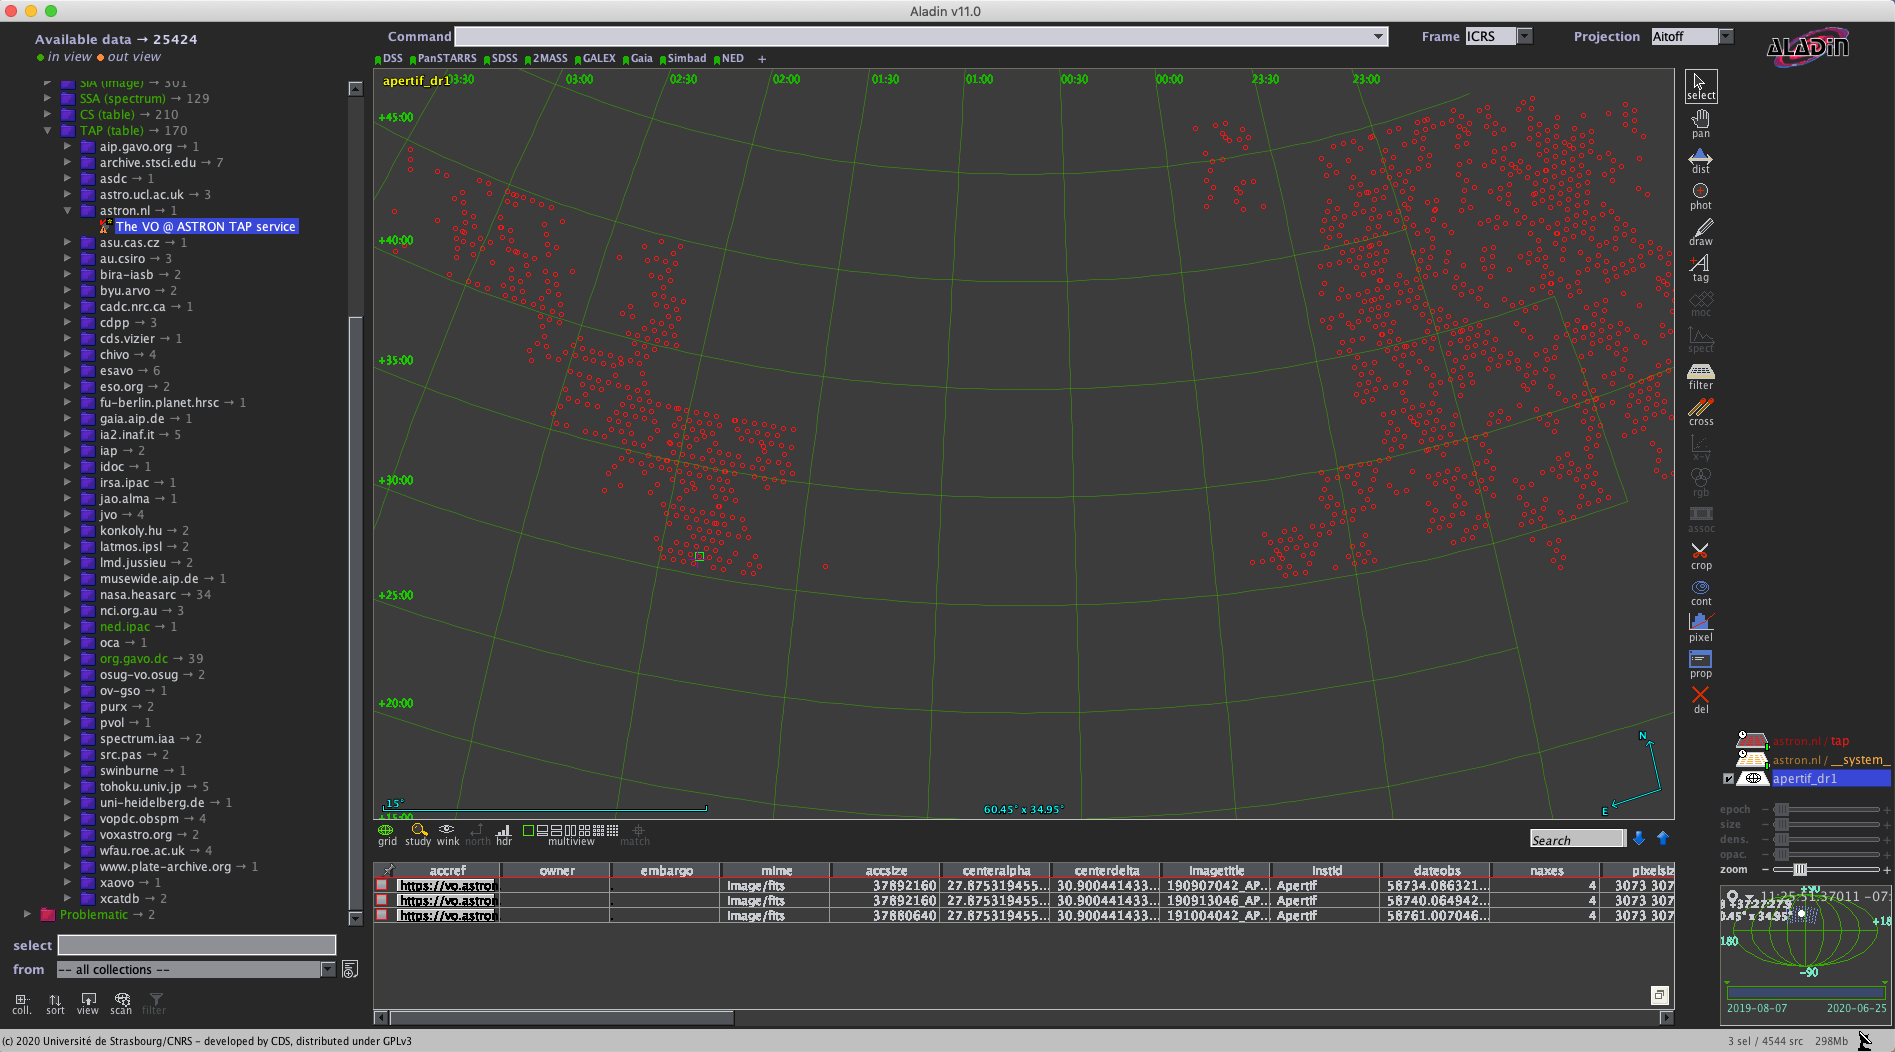 Aladin v11.0
Available data → 25424
in view out view
Command
Frame ICRS
Projection Aitoff
ALADIN
DSS PanSTARRS SDSS 2MASS GALEX Gaia Simbad NED +
SIA (image) → 301
SSA (spectrum) → 129
CS (table) → 210
TAP (table) → 170
aip.gavo.org → 1
archive.stsci.edu → 7
asdc → 1
astro.ucl.ac.uk → 3
astron.nl → 1
The VO @ ASTRON TAP service
asu.cas.cz → 1
au.csiro → 3
bira-iasb → 2
byu.arvo → 2
cadc.nrc.ca → 1
cdpp → 3
cds.vizier → 1
chivo → 4
esavo → 6
eso.org → 2
fu-berlin.planet.hrsc → 1
gaia.aip.de → 1
ia2.inaf.it → 5
iap → 2
idoc → 1
irsa.ipac → 1
jao.alma → 1
jvo → 4
konkoly.hu → 2
latmos.ipsl → 2
lmd.jussieu → 2
musewide.aip.de → 1
nasa.heasarc → 34
nci.org.au → 3
ned.ipac → 1
oca → 1
org.gavo.dc → 39
osug-vo.osug → 2
ov-gso → 1
purx → 2
pvol → 1
spectrum.iaa → 2
src.pas → 2
swinburne → 1
tohoku.univ.jp → 5
uni-heidelberg.de → 1
vopdc.obspm → 4
voxastro.org → 2
wfau.roe.ac.uk → 4
www.plate-archive.org → 1
xaovo → 1
xcatdb → 2
Problematic → 2
select
from -- all collections --
coll. sort view scan filter
apertif_dr1
03:00 02:30 02:00 01:30 01:00 00:30 00:00 23:30 23:00
+45:00
+40:00
+35:00
+30:00
+25:00
+20:00
+15:00
15°
60.45° x 34.95°
N
E
select
pan
dist
phot
draw
tag
moc
spect
filter
cross
x-y
rgb
assoc
crop
cont
pixel
prop
del
grid study wink north hdr multiview match
Search
astron.nl / tap
astron.nl / __system_
apertif_dr1
epoch
size
dens.
opac.
zoom
accref owner embargo mime accsize centeralpha centerdelta imagetitle instid dateobs naxes pixelsiz
https://vo.astron . image/fits 37892160 27.875319455... 30.900441433... 190907042_AP... Apertif 58734.086321... 4 3073 307
https://vo.astron . image/fits 37892160 27.875319455... 30.900441433... 190913046_AP... Apertif 58740.064942... 4 3073 307
https://vo.astron . image/fits 37880640 27.875319455... 30.900441433... 191004042_AP... Apertif 58761.007046... 4 3073 307
+90
180
+18
-90
2019-08-07 2020-06-25
(c) 2020 Université de Strasbourg/CNRS - developed by CDS, distributed under GPLv3
3 sel / 4544 src 298Mb